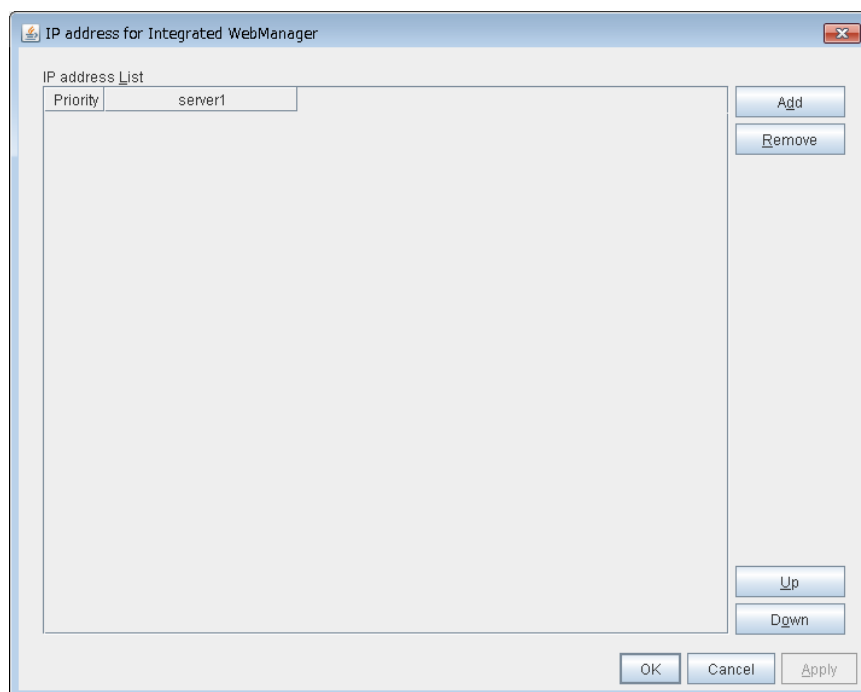 IP address for Integrated WebManager
IP address List
Priority server1
Add
Remove
Up
Down
OK Cancel Apply